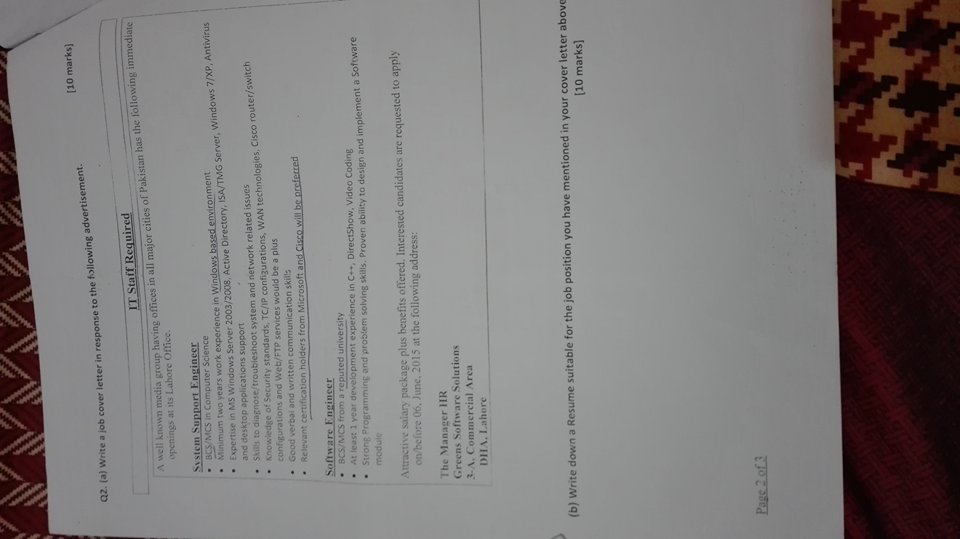 [10 marks]
Q2. (a) Write a job cover letter in response to the following advertisement.
IT Staff Required
A well known media group having offices in all major cities of Pakistan has the following immediate
openings at its Lahore Office.
System Support Engineer
• BCS/MCS in Computer Science
• Minimum two years work experience in Windows based environment
• Expertise in MS Windows Server 2003/2008, Active Directory, ISA/TMG Server, Windows 7/XP, Antivirus
and desktop applications support
• Skills to diagnose/troubleshoot system and network related issues
• Knowledge of Security standards, TC/IP configurations, WAN technologies, Cisco router/switch
configurations and Web/FTP services would be a plus
• Good verbal and written communication skills
• Relevant certification holders from Microsoft and Cisco will be preferred
Software Engineer
• BCS/MCS from a reputed university
• At least 1 year development experience in C++, DirectShow, Video Coding
• Strong Programming and problem solving skills. Proven ability to design and implement a Software
module
Attractive salary package plus benefits offered. Interested candidates are requested to apply
on/before 06, June, 2015 at the following address:
The Manager HR
Greens Software Solutions
3-A, Commercial Area
DHA, Lahore
(b) Write down a Resume suitable for the job position you have mentioned in your cover letter above
[10 marks]
Page 2 of 3